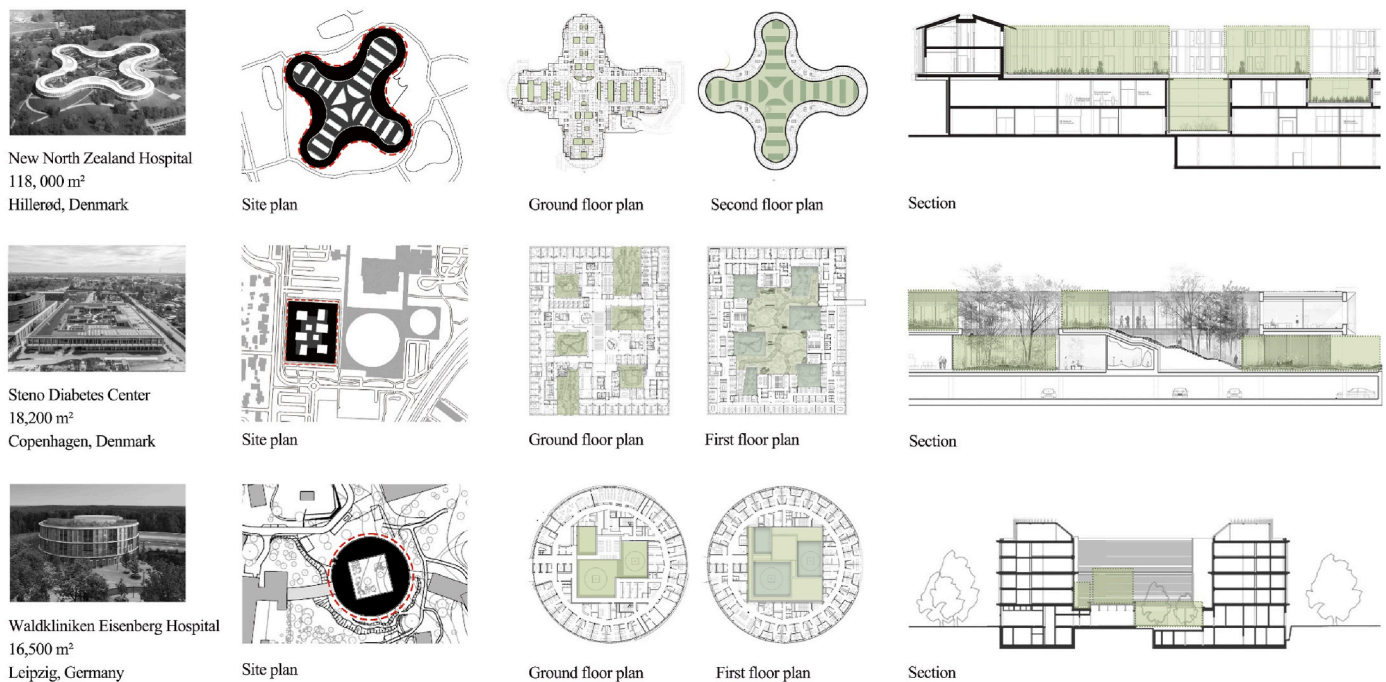 New North Zealand Hospital
118, 000 m²
Hillerød, Denmark
Site plan
Ground floor plan
Second floor plan
Section
Steno Diabetes Center
18,200 m²
Copenhagen, Denmark
Site plan
Ground floor plan
First floor plan
Section
Waldkliniken Eisenberg Hospital
16,500 m²
Leipzig, Germany
Site plan
Ground floor plan
First floor plan
Section